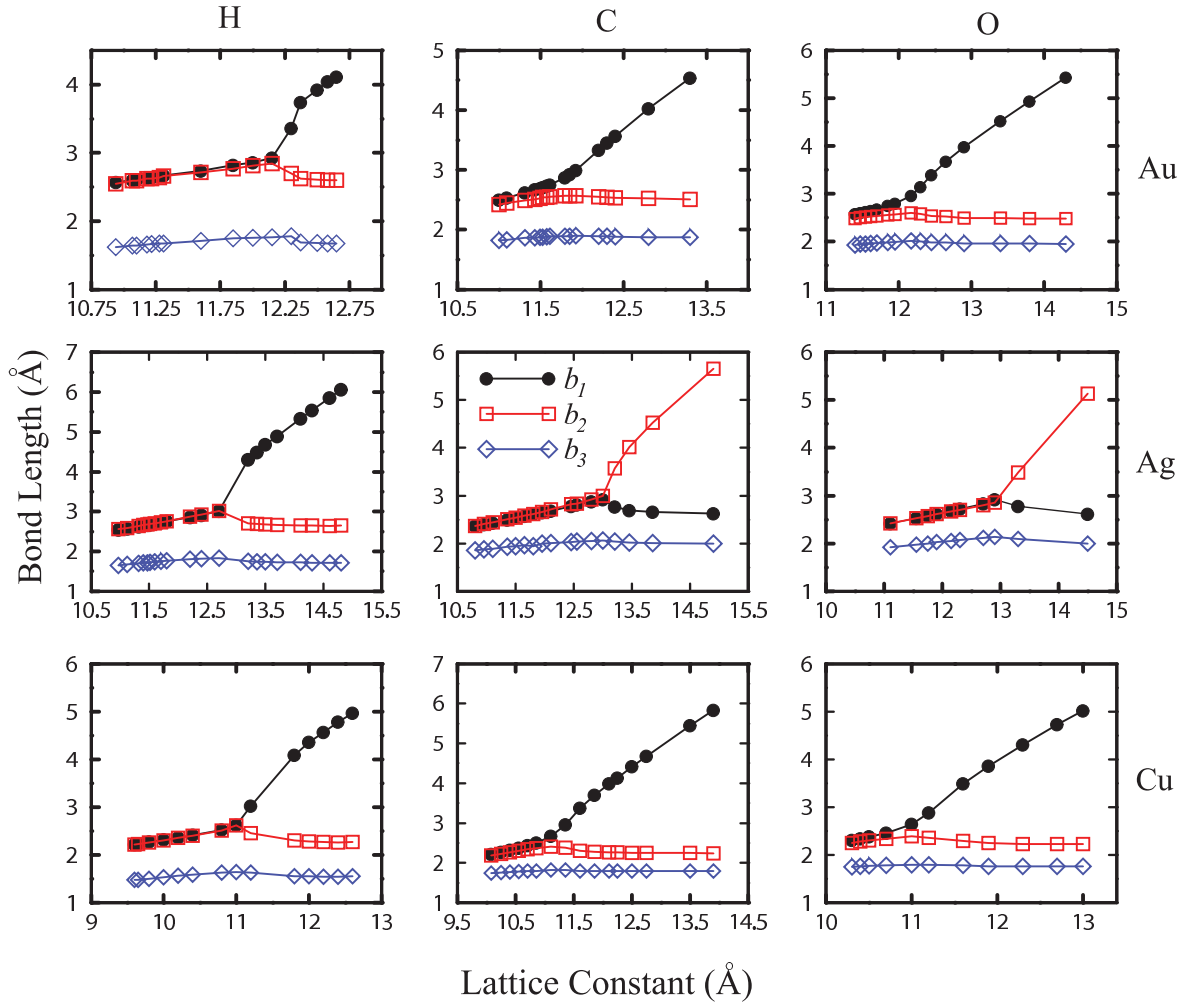 H C O
5
4 5 6
4 5
3 4
3 3
2 2 2
1 1 1
10.75 11.25 11.75 12.25 12.75 10.5 11.5 12.5 13.5 11 12 13 14 15
Au
7 6 6
6 5 5
5 4 4
4 3 3
3 2 2
2
1 1 1
10.5 11.5 12.5 13.5 14.5 15.5 10.5 11.5 12.5 13.5 14.5 15.5 10 11 12 13 14 15
b1
b2
b3
Ag
6 7 6
5 6 5
4 5 4
3 4 3
2 3 2
2
1 1 1
9 10 11 12 13 9.5 10.5 11.5 12.5 13.5 14.5 10 11 12 13
Cu
Bond Length (Å)
Lattice Constant (Å)